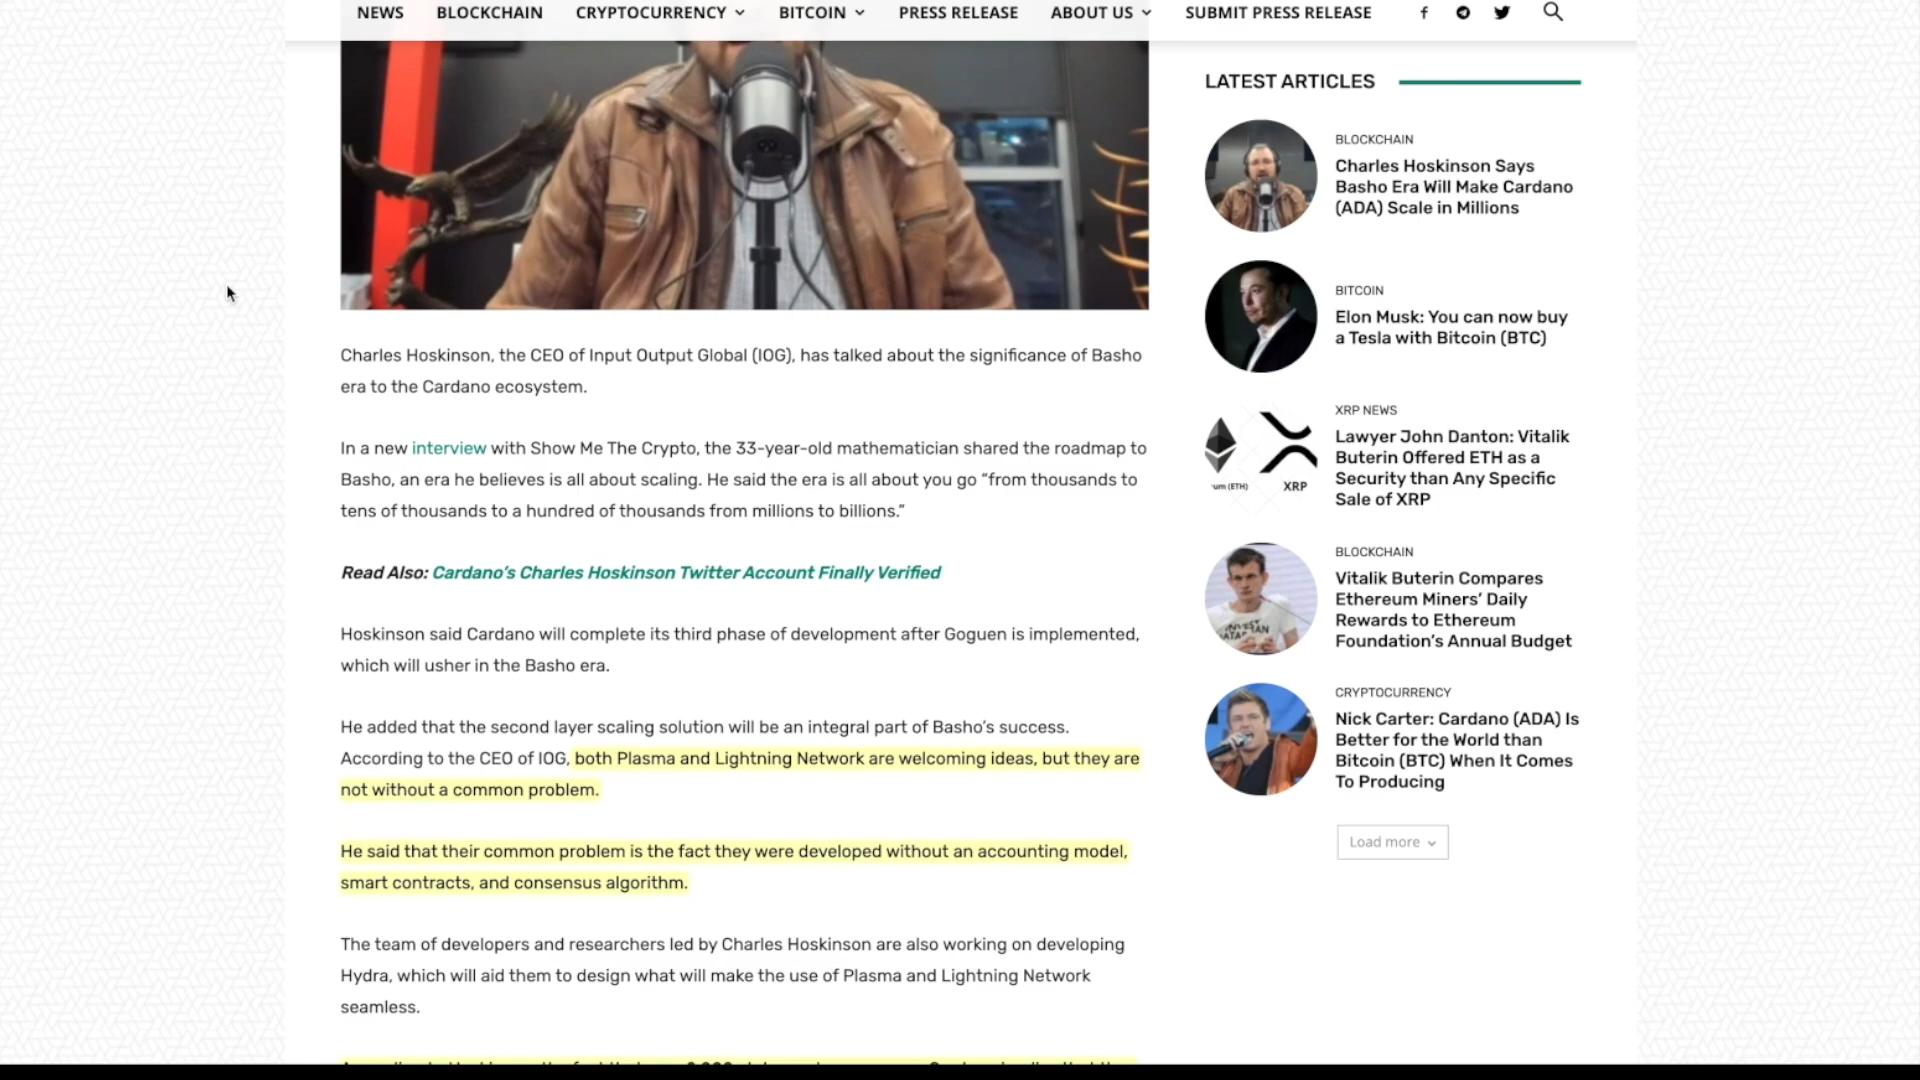 NEWS BLOCKCHAIN CRYPTOCURRENCY BITCOIN PRESS RELEASE ABOUT US SUBMIT PRESS RELEASE
Charles Hoskinson, the CEO of Input Output Global (IOG), has talked about the significance of Basho
era to the Cardano ecosystem.
In a new interview with Show Me The Crypto, the 33-year-old mathematician shared the roadmap to
Basho, an era he believes is all about scaling. He said the era is all about you go “from thousands to
tens of thousands to a hundred of thousands from millions to billions.”
Read Also: Cardano’s Charles Hoskinson Twitter Account Finally Verified
Hoskinson said Cardano will complete its third phase of development after Goguen is implemented,
which will usher in the Basho era.
He added that the second layer scaling solution will be an integral part of Basho’s success.
According to the CEO of IOG, both Plasma and Lightning Network are welcoming ideas, but they are
not without a common problem.
He said that their common problem is the fact they were developed without an accounting model,
smart contracts, and consensus algorithm.
The team of developers and researchers led by Charles Hoskinson are also working on developing
Hydra, which will aid them to design what will make the use of Plasma and Lightning Network
seamless.
LATEST ARTICLES
BLOCKCHAIN
Charles Hoskinson Says
Basho Era Will Make Cardano
(ADA) Scale in Millions
BITCOIN
Elon Musk: You can now buy
a Tesla with Bitcoin (BTC)
um (ETH) XRP
XRP NEWS
Lawyer John Danton: Vitalik
Buterin Offered ETH as a
Security than Any Specific
Sale of XRP
BLOCKCHAIN
Vitalik Buterin Compares
Ethereum Miners’ Daily
Rewards to Ethereum
Foundation’s Annual Budget
CRYPTOCURRENCY
Nick Carter: Cardano (ADA) Is
Better for the World than
Bitcoin (BTC) When It Comes
To Producing
Load more